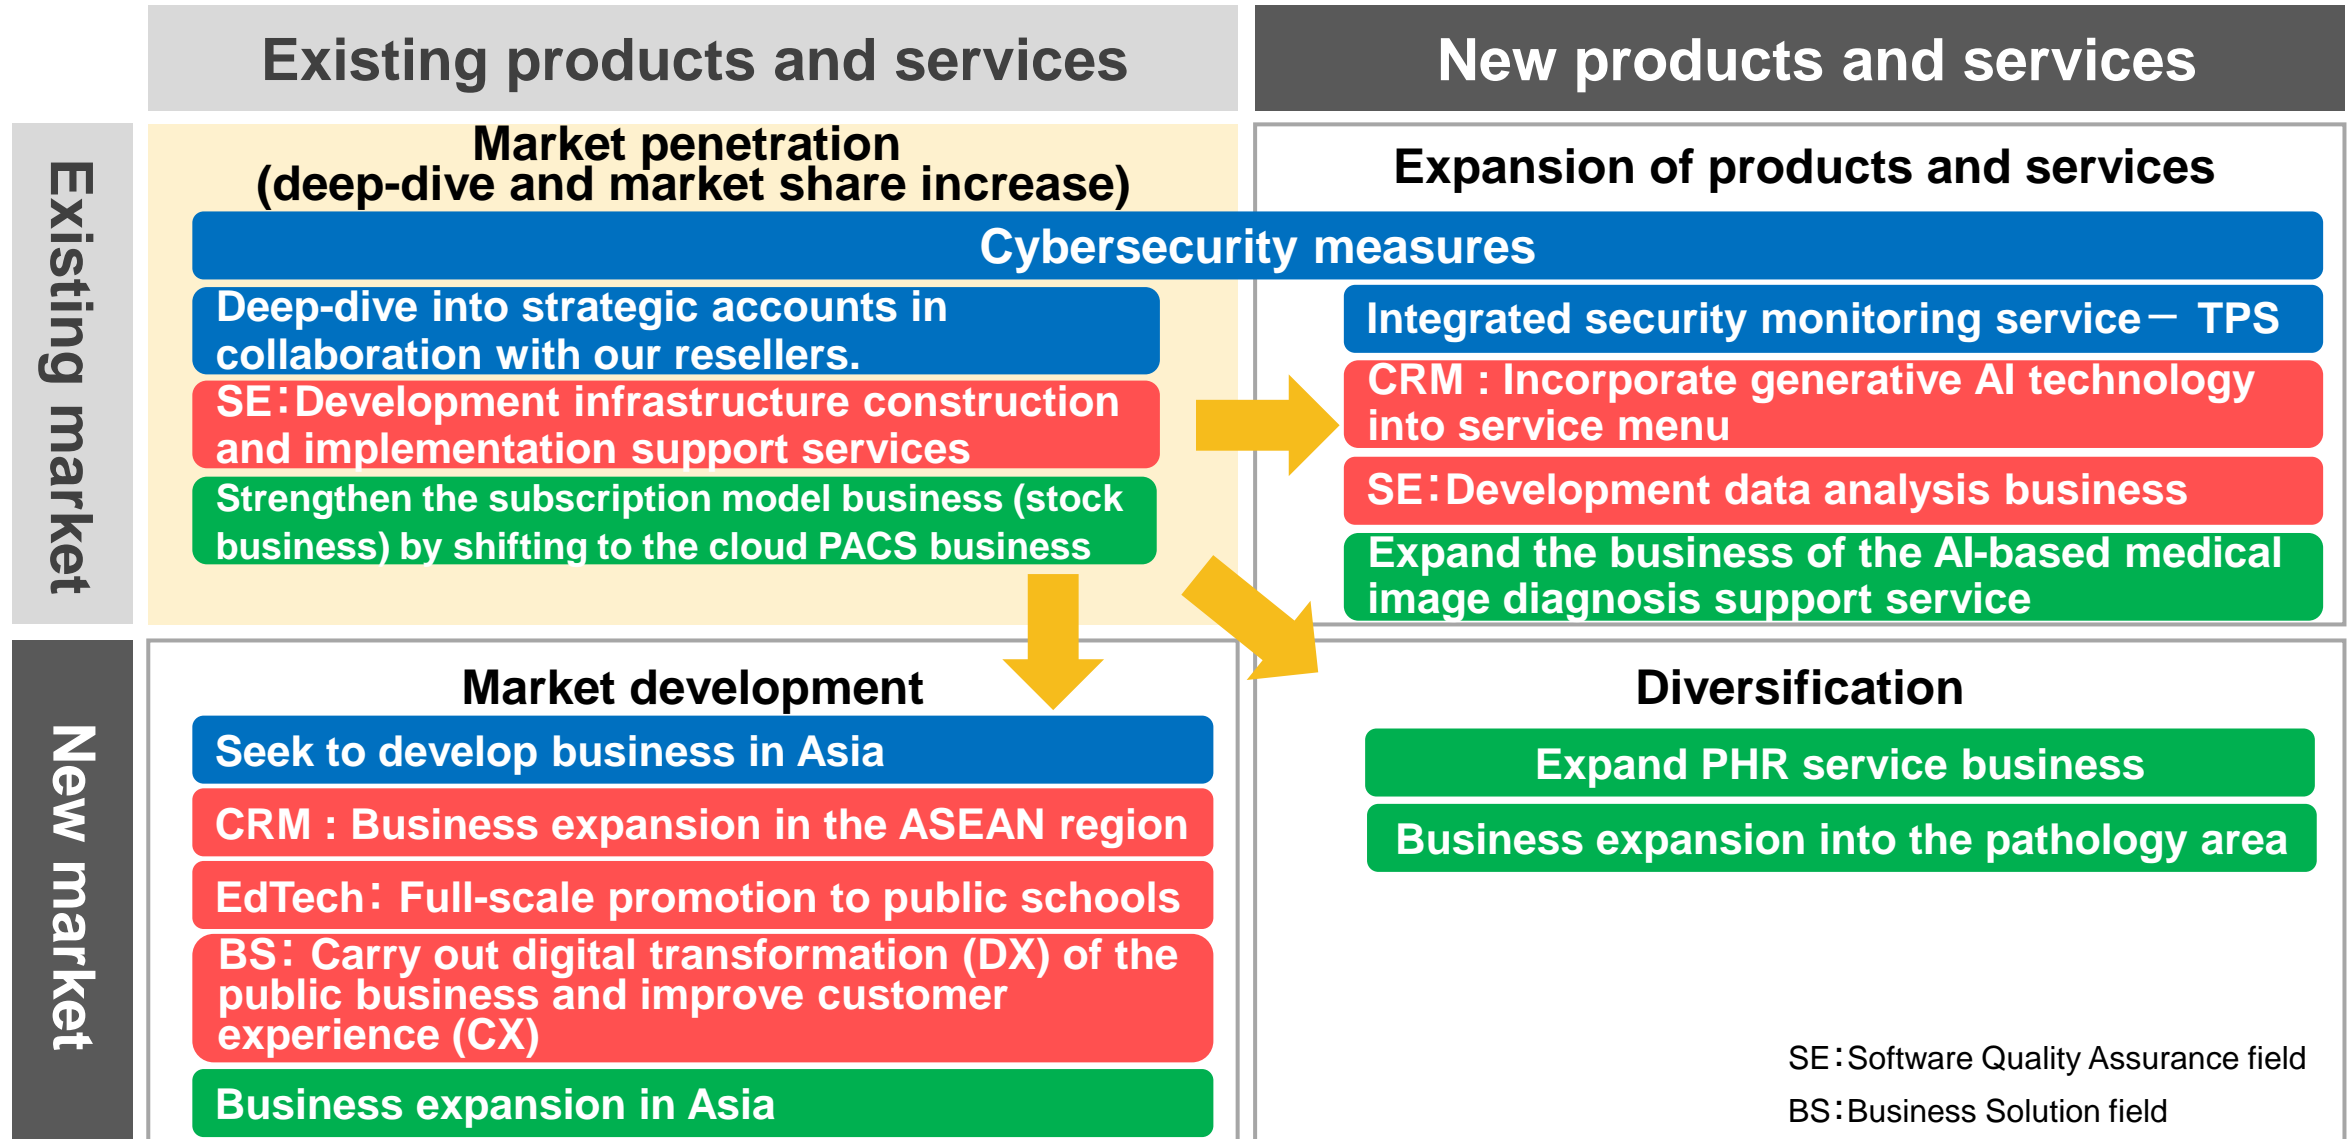 Existing products and services
New products and services
Existing market
Market penetration
(deep-dive and market share increase)
Expansion of products and services
Cybersecurity measures
Deep-dive into strategic accounts in
collaboration with our resellers.
SE：Development infrastructure construction
and implementation support services
Strengthen the subscription model business (stock
business) by shifting to the cloud PACS business
Integrated security monitoring service－ TPS
CRM : Incorporate generative AI technology
into service menu
SE：Development data analysis business
Expand the business of the AI-based medical
image diagnosis support service
New market
Market development
Seek to develop business in Asia
CRM : Business expansion in the ASEAN region
EdTech：Full-scale promotion to public schools
BS：Carry out digital transformation (DX) of the
public business and improve customer
experience (CX)
Business expansion in Asia
Diversification
Expand PHR service business
Business expansion into the pathology area
SE：Software Quality Assurance field
BS：Business Solution field